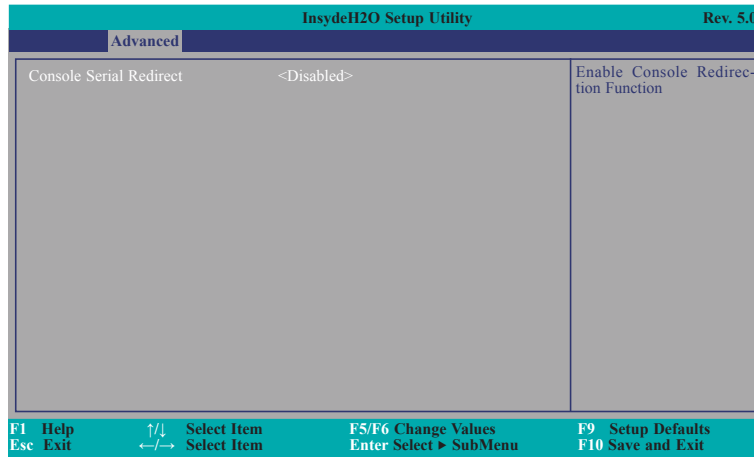 InsydeH2O Setup Utility Rev. 5.0
Advanced
Console Serial Redirect <Disabled>
Enable Console Redirec-
tion Function
F1 Help ↑/↓ Select Item F5/F6 Change Values F9 Setup Defaults
Esc Exit ←/→ Select Item Enter Select ► SubMenu F10 Save and Exit